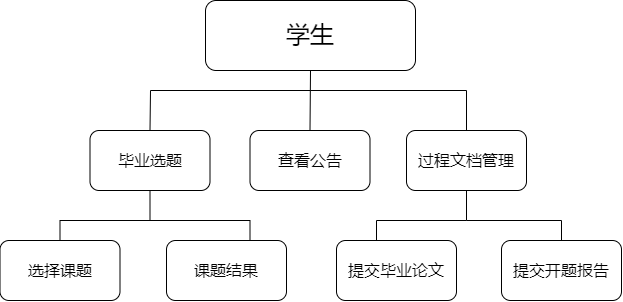 学生
毕业选题
查看公告
过程文档管理
选择课题
课题结果
提交毕业论文
提交开题报告